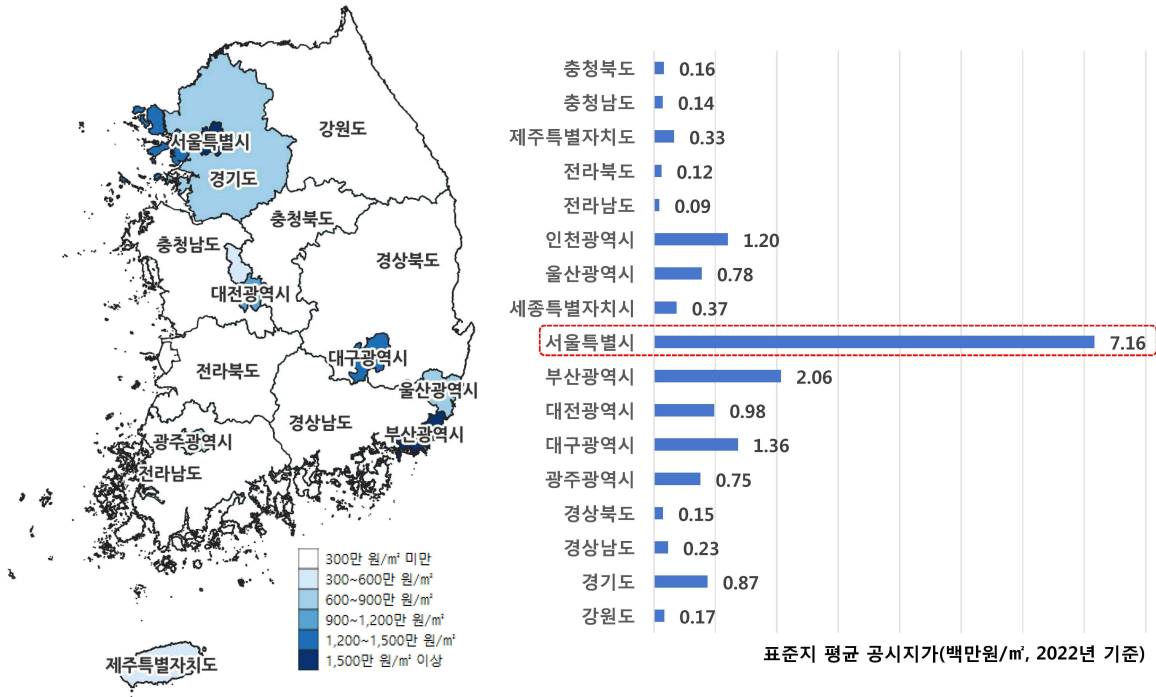 서울특별시
강원도
경기도
충청북도
충청남도
경상북도
대전광역시
대구광역시
전라북도
울산광역시
경상남도
부산광역시
광주광역시
전라남도
제주특별자치도
300만 원/㎡ 미만
300~600만 원/㎡
600~900만 원/㎡
900~1,200만 원/㎡
1,200~1,500만 원/㎡
1,500만 원/㎡ 이상
충청북도 0.16
충청남도 0.14
제주특별자치도 0.33
전라북도 0.12
전라남도 0.09
인천광역시 1.20
울산광역시 0.78
세종특별자치시 0.37
서울특별시 7.16
부산광역시 2.06
대전광역시 0.98
대구광역시 1.36
광주광역시 0.75
경상북도 0.15
경상남도 0.23
경기도 0.87
강원도 0.17
표준지 평균 공시지가(백만원/㎡, 2022년 기준)